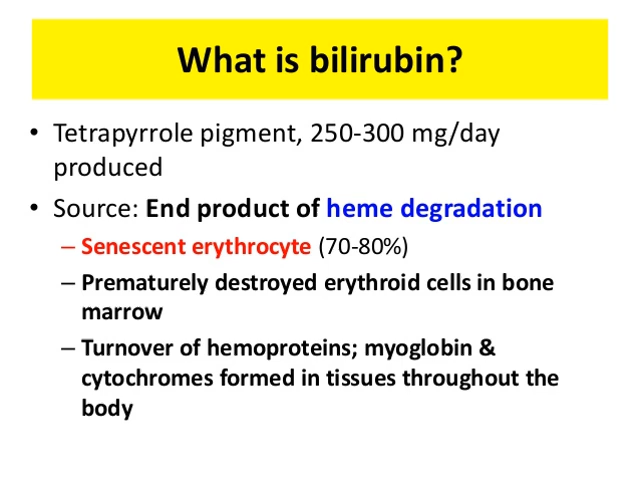 What is bilirubin?
• Tetrapyrrole pigment, 250-300 mg/day
produced
• Source: End product of heme degradation
– Senescent erythrocyte (70-80%)
– Prematurely destroyed erythroid cells in bone
marrow
– Turnover of hemoproteins; myoglobin &
cytochromes formed in tissues throughout the
body